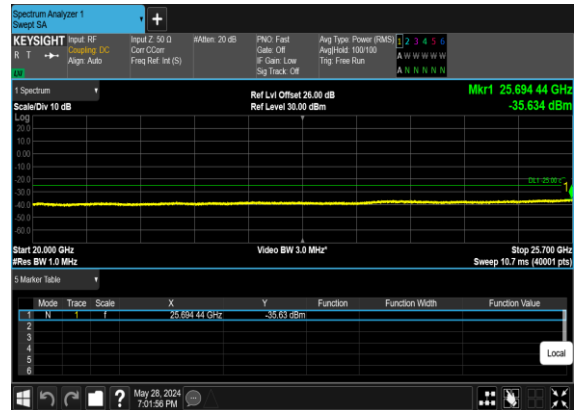 Spectrum Analyzer 1
Swept SA
+
KEYSIGHT Input: RF Input Z: 50 Ω #Atten: 20 dB PNO: Fast Avg Type: Power (RMS) 1 2 3 4 5 6
R T Coupling: DC Corr CCorr Gate: Off Avg|Hold: 100/100 A W W W W W
Align: Auto Freq Ref: Int (S) IF Gain: Low Trig: Free Run
Sig Track: Off A N N N N N
1 Spectrum Ref Lvl Offset 26.00 dB Mkr1 25.694 44 GHz
Scale/Div 10 dB Ref Level 30.00 dBm -35.634 dBm
Log
20.0
10.0
0.00
-10.0
-20.0
DL1 -25.00
-30.0
1
-40.0
-50.0
-60.0
Start 20.000 GHz Video BW 3.0 MHz* Stop 25.700 GHz
#Res BW 1.0 MHz Sweep 10.7 ms (40001 pts)
5 Marker Table
Mode Trace Scale X Y Function Function Width Function Value
1 N 1 f 25.694 44 GHz -35.63 dBm
2
3
4
5
6
Local
? May 28, 2024
7:01:56 PM